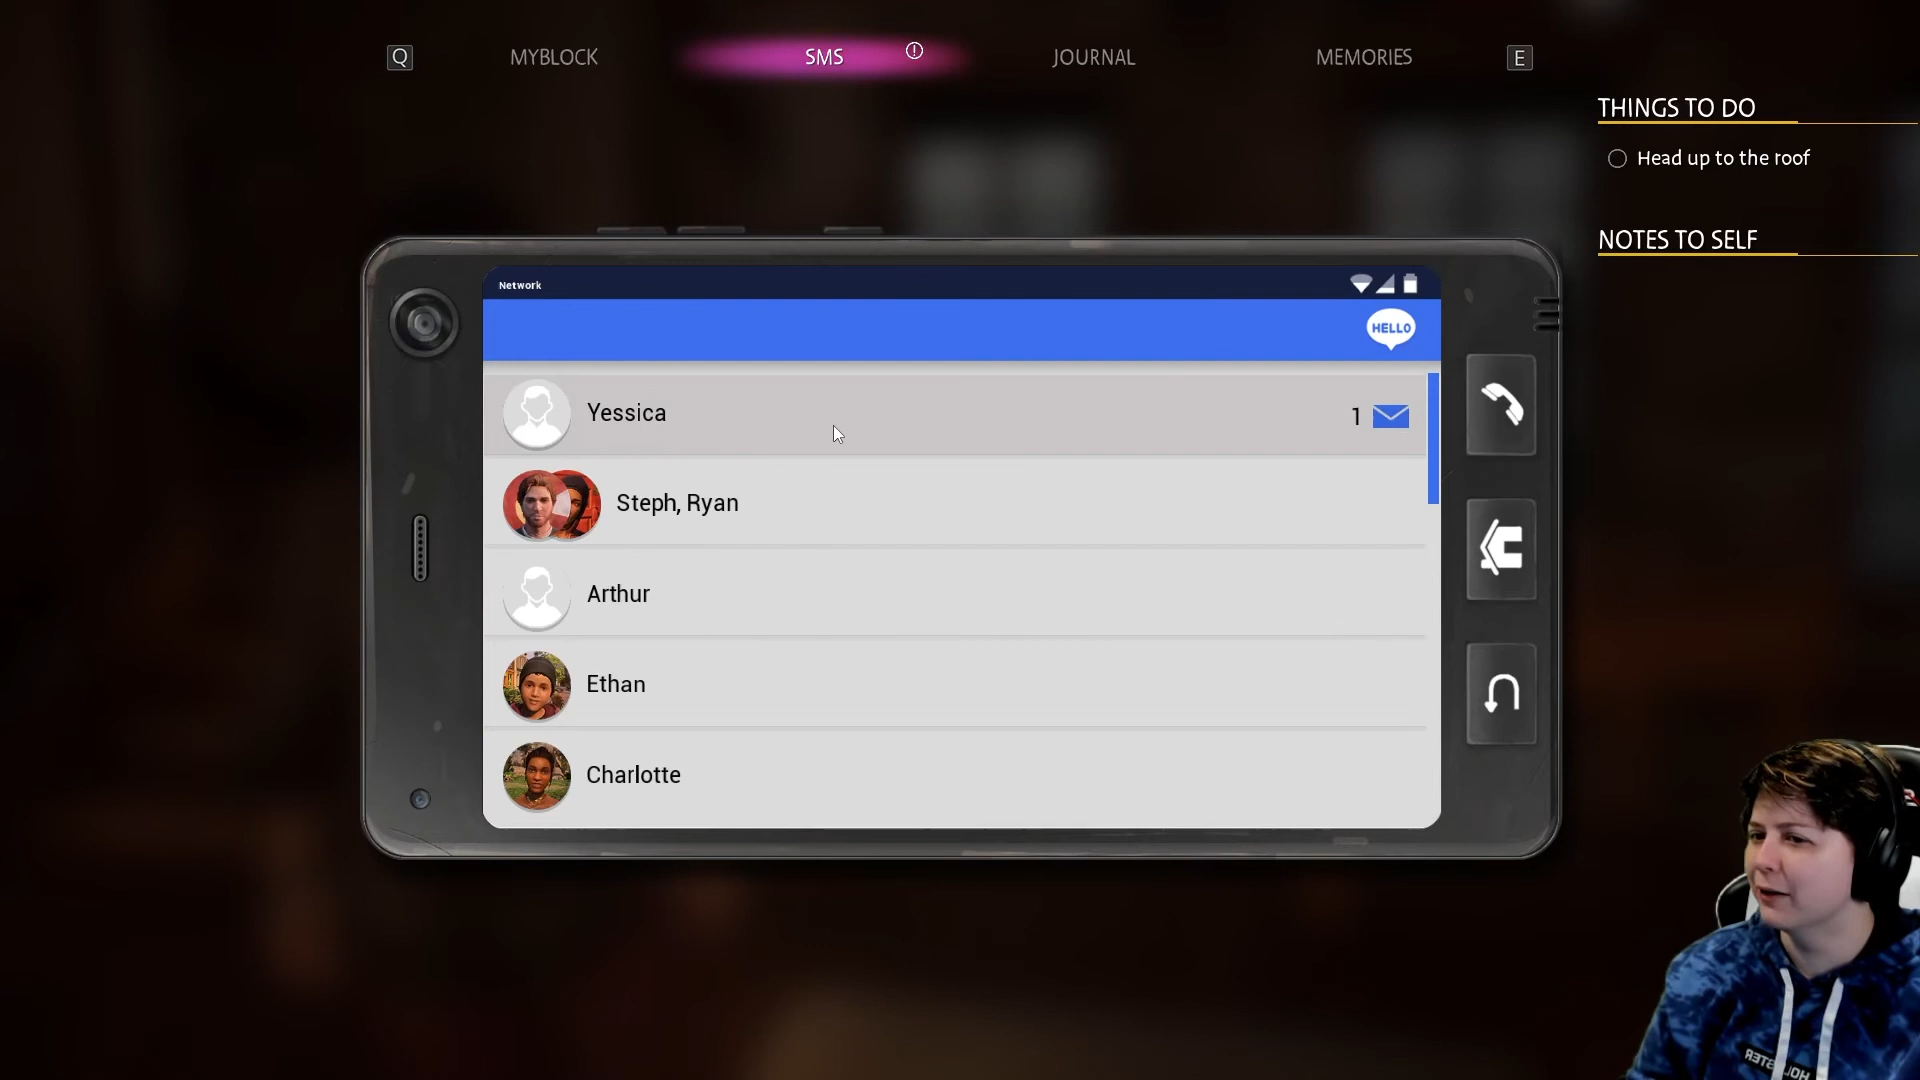 Q
MYBLOCK
SMS
JOURNAL
MEMORIES
E
THINGS TO DO
Head up to the roof
NOTES TO SELF
Network
HELLO
Yessica
1
Steph, Ryan
Arthur
Ethan
Charlotte